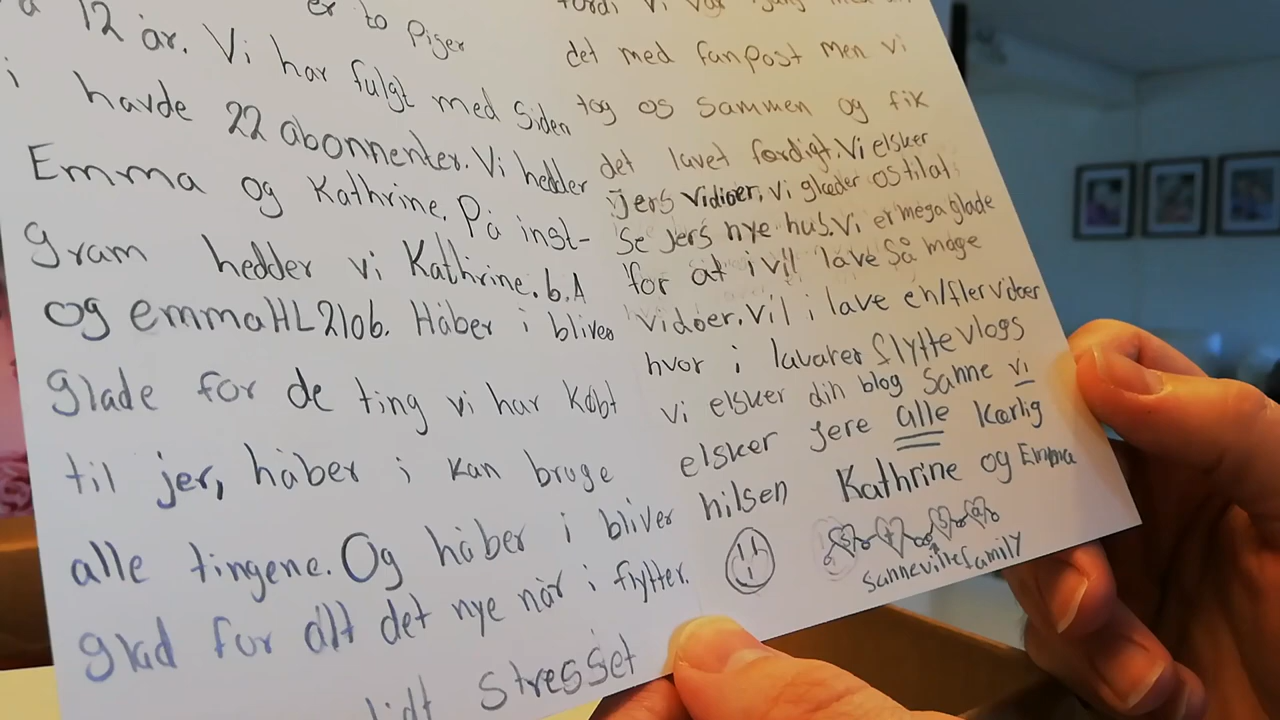 12 år. Vi er to piger
i har fulgt med siden
i havde 22 abonnenter. Vi hedder
Emma og Kathrine. På inst-
gram hedder vi Kathrine.b.A
og emmaHL2106. Håber i bliver
glade for de ting vi har købt
til jer, håber i kan bruge
alle tingene. Og håber i bliver
glad for alt det nye når i flytter.
lidt stresset
fordi vi var
det med fanpost men vi
tog os sammen og fik
det lavet færdigt. Vi elsker
jers vidioer, vi glæder os til at
se jers nye hus. Vi er mega glade
for at i vil lave så mage
vidoer. Vil i lave en/fler vidoer
hvor i lavarer flytte vlogs
vi elsker din blog Sanne vi
elsker jere alle Kærlig
hilsen Kathrine og Emma
sannevillefamily